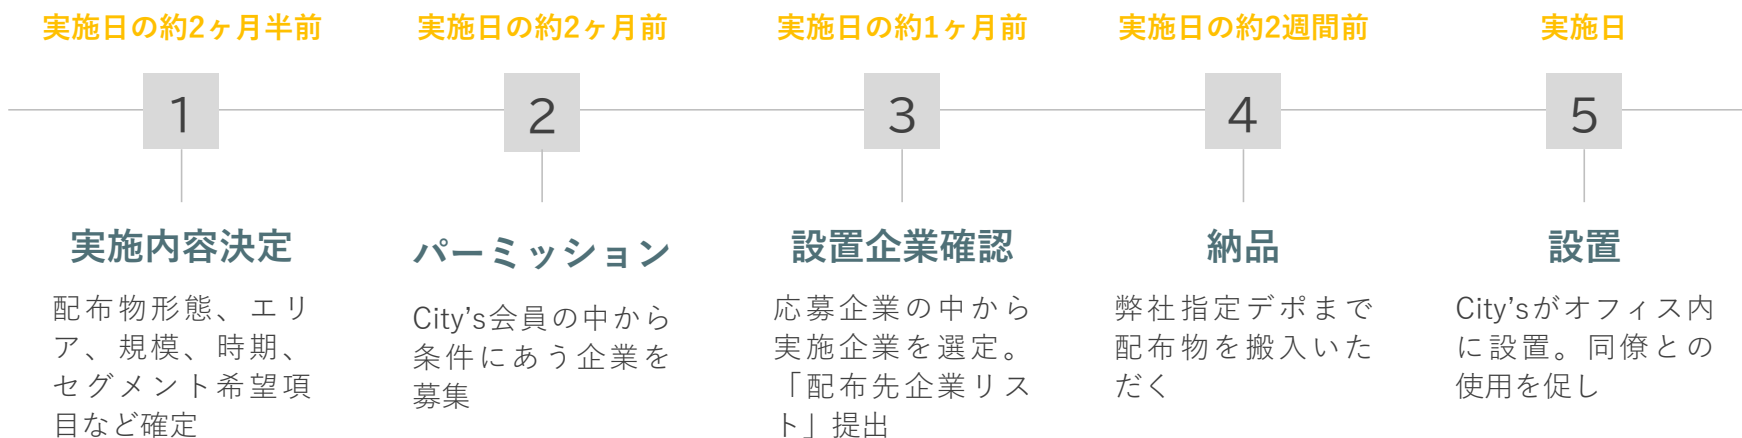 実施日の約2ヶ月半前
実施日の約2ヶ月前
実施日の約1ヶ月前
実施日の約2週間前
実施日
1
2
3
4
5
実施内容決定
配布物形態、エリ
ア、規模、時期、
セグメント希望項
目など確定
パーミッション
City’s会員の中から
条件にあう企業を
募集
設置企業確認
応募企業の中から
実施企業を選定。
「配布先企業リス
ト」提出
納品
弊社指定デポまで
配布物を搬入いた
だく
設置
City’sがオフィス内
に設置。同僚との
使用を促し